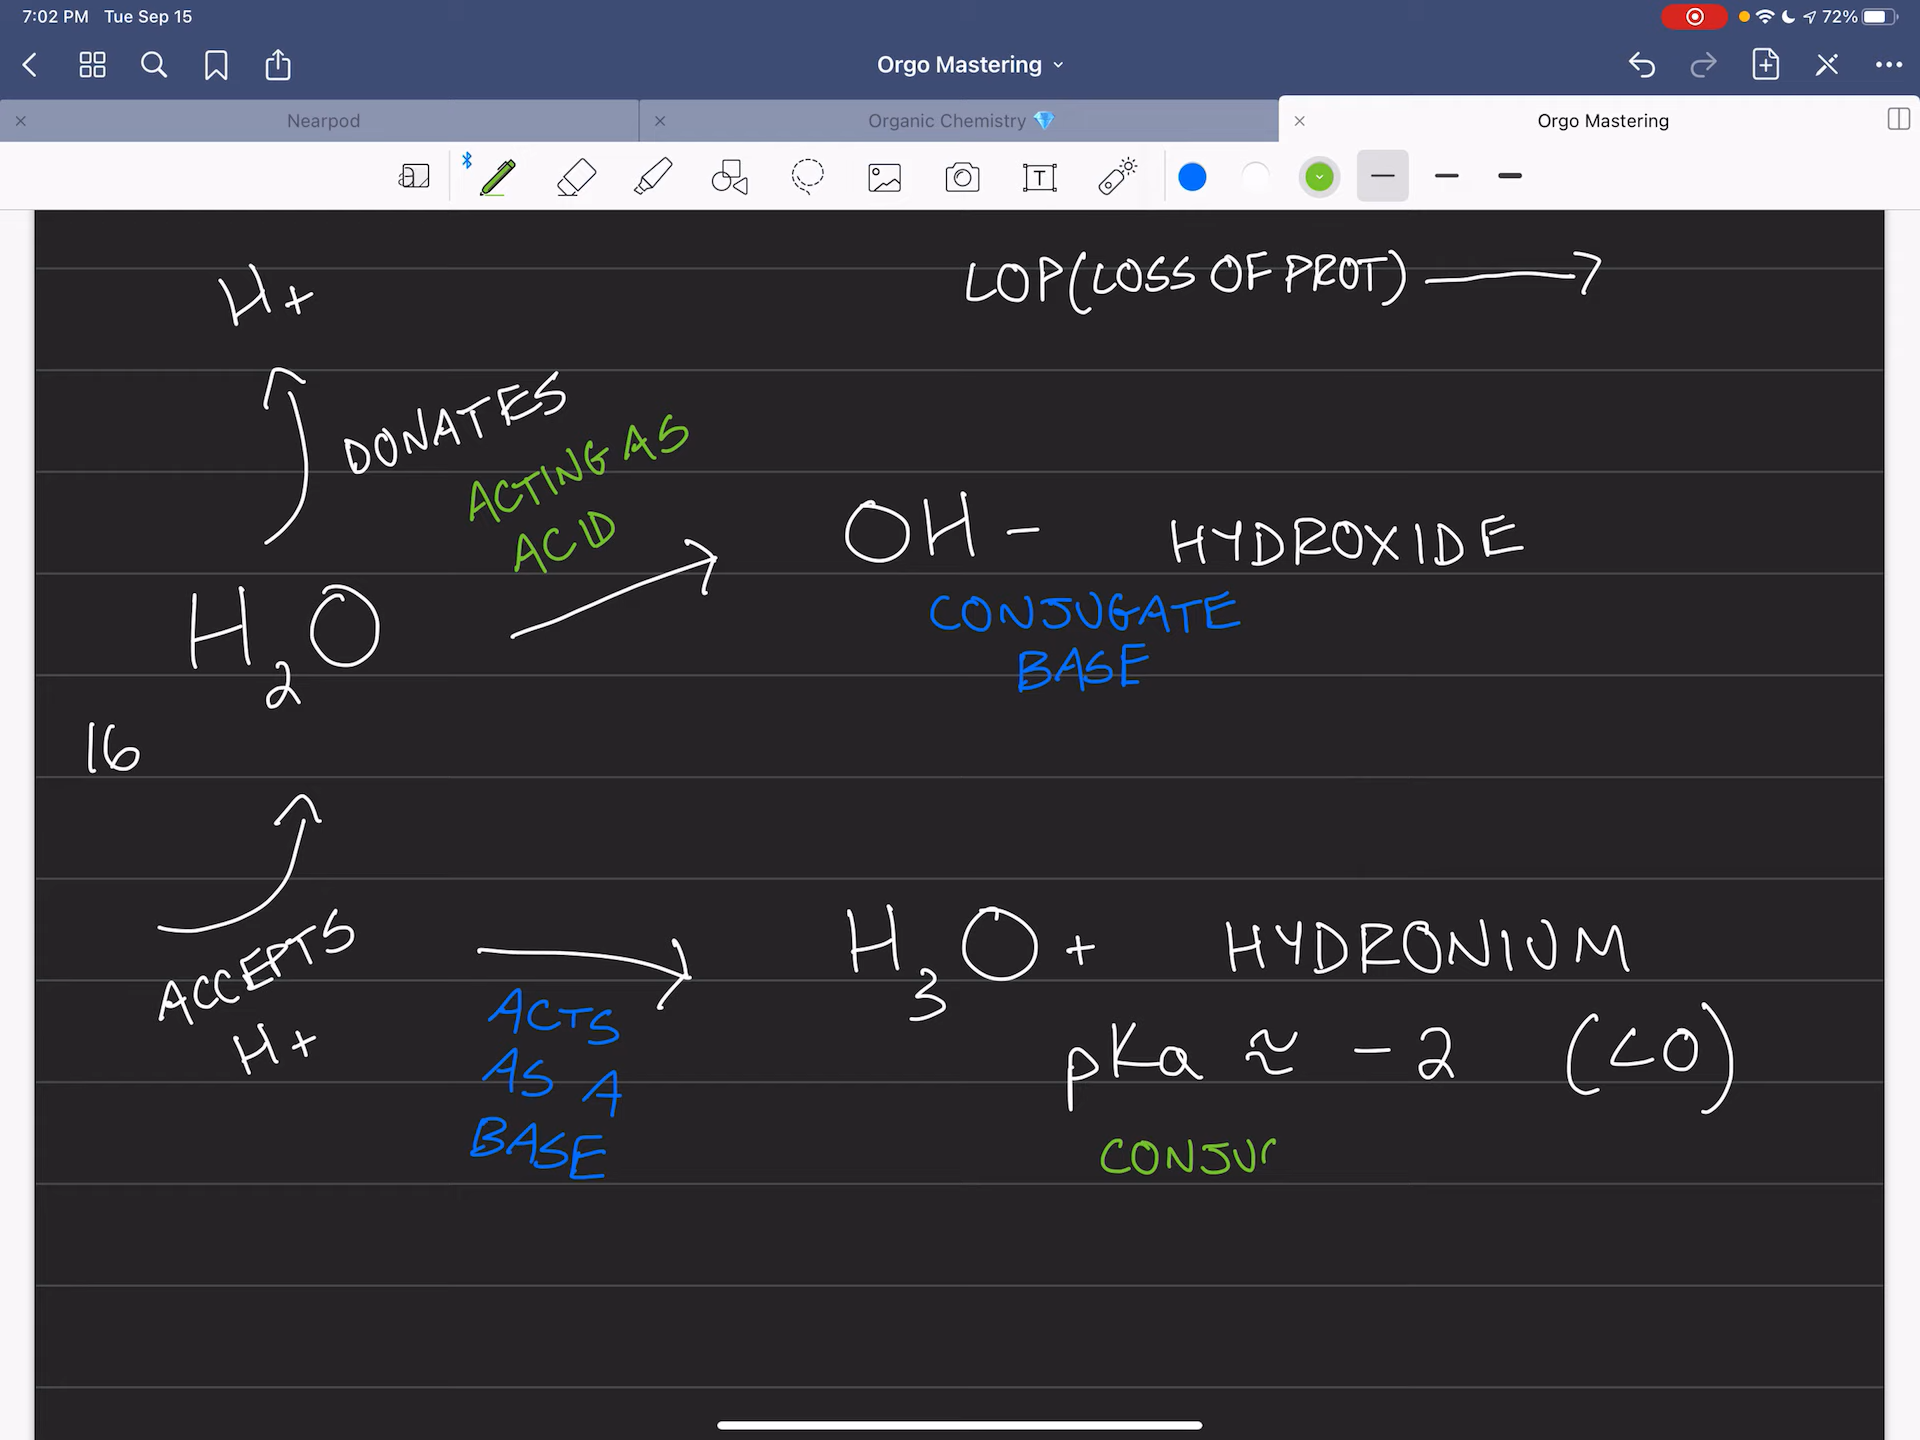 7:02 PM Tue Sep 15
72%
Orgo Mastering
Nearpod
Organic Chemistry 💎
Orgo Mastering
H+
LOP (LOSS OF PROT) →
DONATES
ACTING AS
ACID
OH - HYDROXIDE
H2O
CONJUGATE
BASE
16
ACCEPTS
H+
H3O + HYDRONIUM
ACTS
AS A
BASE
pKa ≈ -2 (<0)
CONJU